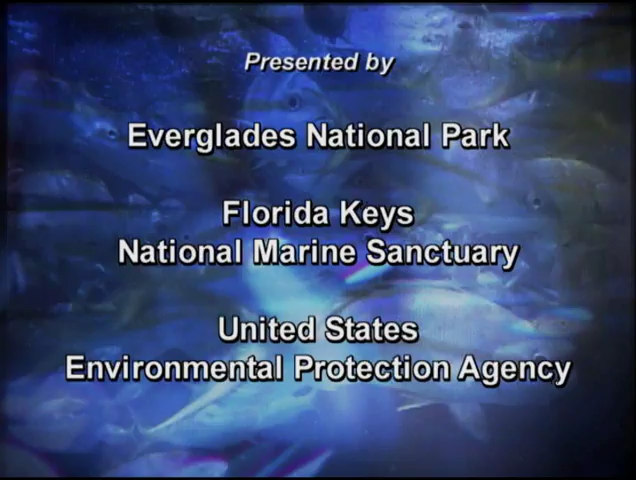 Presented by
Everglades National Park
Florida Keys
National Marine Sanctuary
United States
Environmental Protection Agency